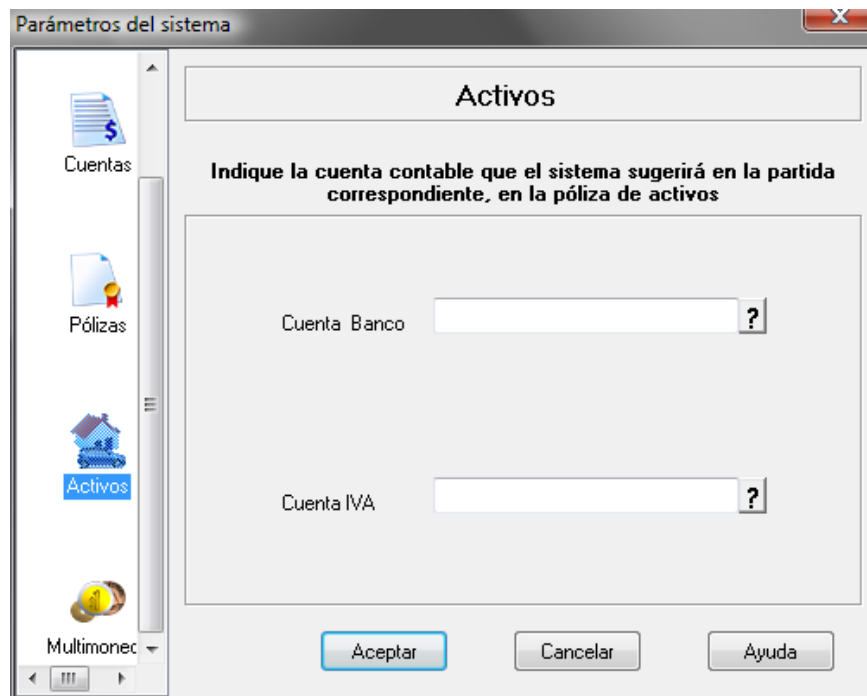 Parámetros del sistema
Cuentas
Pólizas
Activos
Multimoned
Activos
Indique la cuenta contable que el sistema sugerirá en la partida
correspondiente, en la póliza de activos
Cuenta Banco
?
Cuenta IVA
?
Aceptar
Cancelar
Ayuda